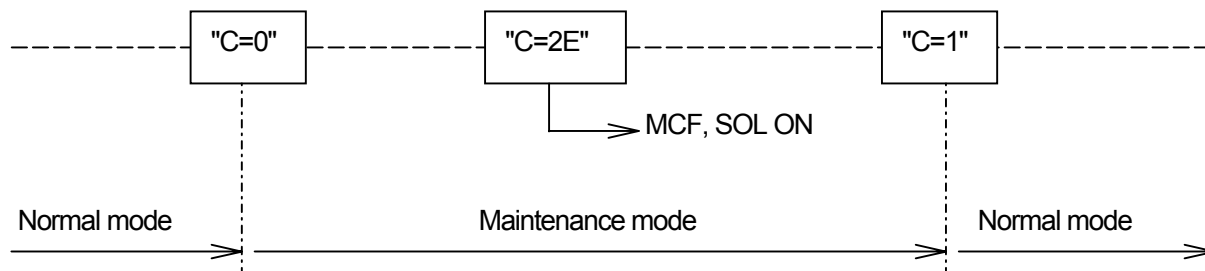 "C=0" "C=2E" "C=1"
MCF, SOL ON
Normal mode Maintenance mode Normal mode